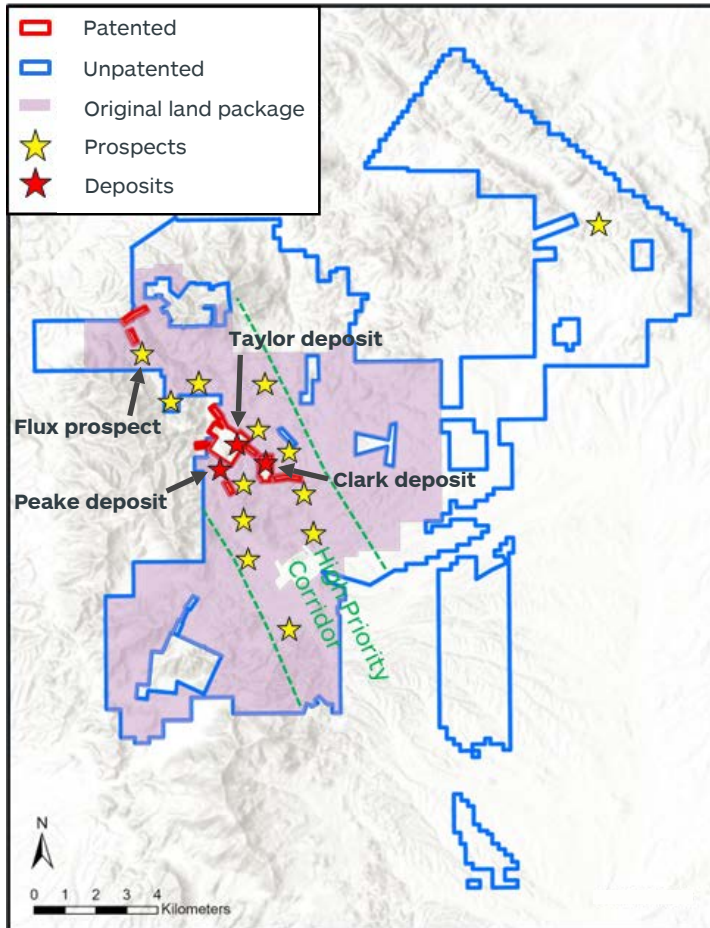 Patented
Unpatented
Original land package
Prospects
Deposits
Taylor deposit
Flux prospect
Clark deposit
Peake deposit
High Priority
Corridor
N
0 1 2 3 4
Kilometers